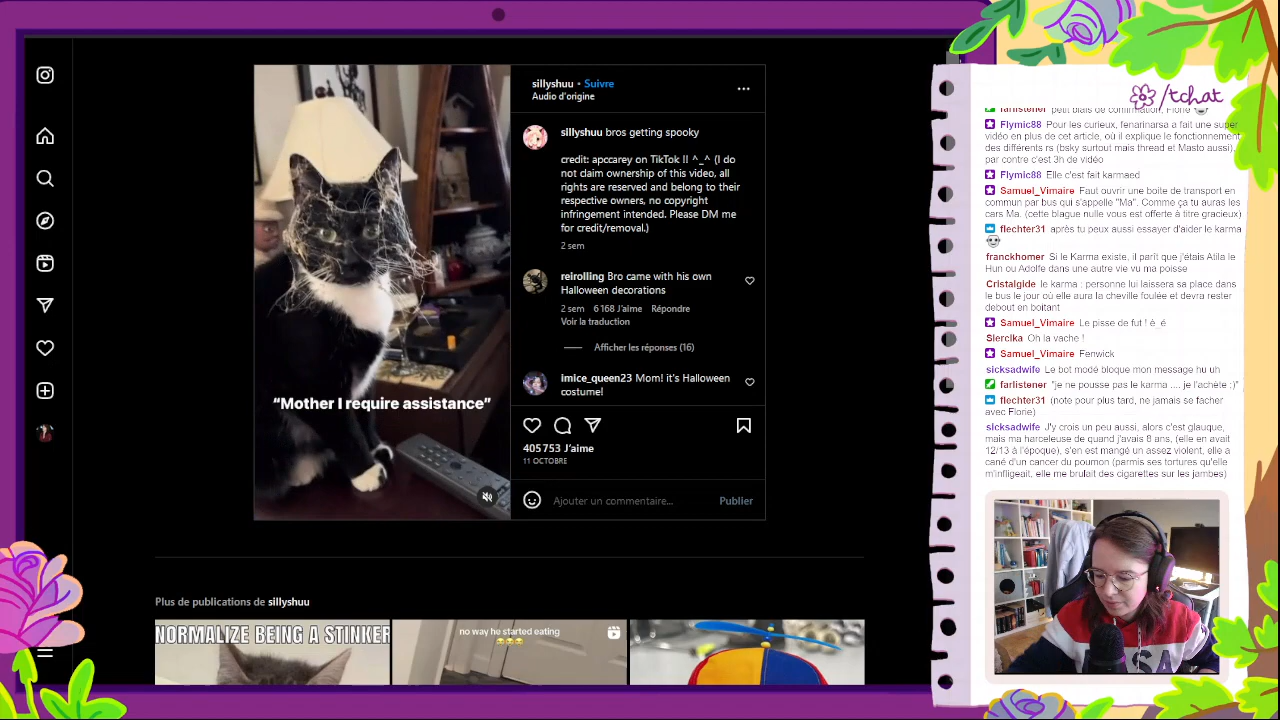 sillyshuu • Suivre
Audio d'origine
sillyshuu bros getting spooky
credit: apccarey on TikTok !! ^_^ (I do
not claim ownership of this video, all
rights are reserved and belong to their
respective owners, no copyright
infringement intended. Please DM me
for credit/removal.)
2 sem
reirolling Bro came with his own
Halloween decorations
2 sem 6 168 J'aime Répondre
Voir la traduction
Afficher les réponses (16)
imice_queen23 Mom! it's Halloween
costume!
“Mother I require assistance”
405 753 J'aime
11 OCTOBRE
Ajouter un commentaire... Publier
Plus de publications de sillyshuu
NORMALIZE BEING A STINKER
no way he started eating
/tchat
farlistener petit biais de confirmation, Florie
Flymic88 Pour les curieux, fenarinarsa a fait une
vidéo en plus de cet article, où il explique le fonctionnement
des différents rs (bsky surtout mais thread et Masto aussi),
par contre c'est 3h de vidéo
Flymic88 Elle c'est fait karmaed
Samuel_Vimaire Faut ouvrir une boite de transport en
commun par bus qui s'appelle "Ma". Comme ça tu auras les
cars Ma. (cette blague nulle vous est offerte à titre gracieux)
flechter31 après tu peux aussi essayer d'aider le karma
franckhomer Si le Karma existe, il parit que j'étais Atila le
Hun ou Adolfe dans une autre vie vu ma poisse
Cristalgide le karma : personne lui laissera sa place dans
le bus le jour où elle aura la cheville foulée et devra reater
debout en boitant
Samuel_Vimaire Le pisse de fut ! é_é
Slerclka Oh la vache !
Samuel_Vimaire Fenwick
sicksadwife Le bot modé bloque mon message hu uh
farlistener "je ne pousse pas le karma .... je l'achète ;)"
flechter31 (note pour plus tard, ne jamais se facher
avec Florie)
sicksadwife J'y crois un peu aussi, alors c'est glauque,
mais ma harceleuse de quand j'avais 8 ans, (elle en avait
12/13 à l'époque), s'en est mangé un assez violent, elle a
cané d'un cancer du poumon (parmis ses tortures qu'elle
m'infligeait, elle me brulait des cigarettes sur les jambes)